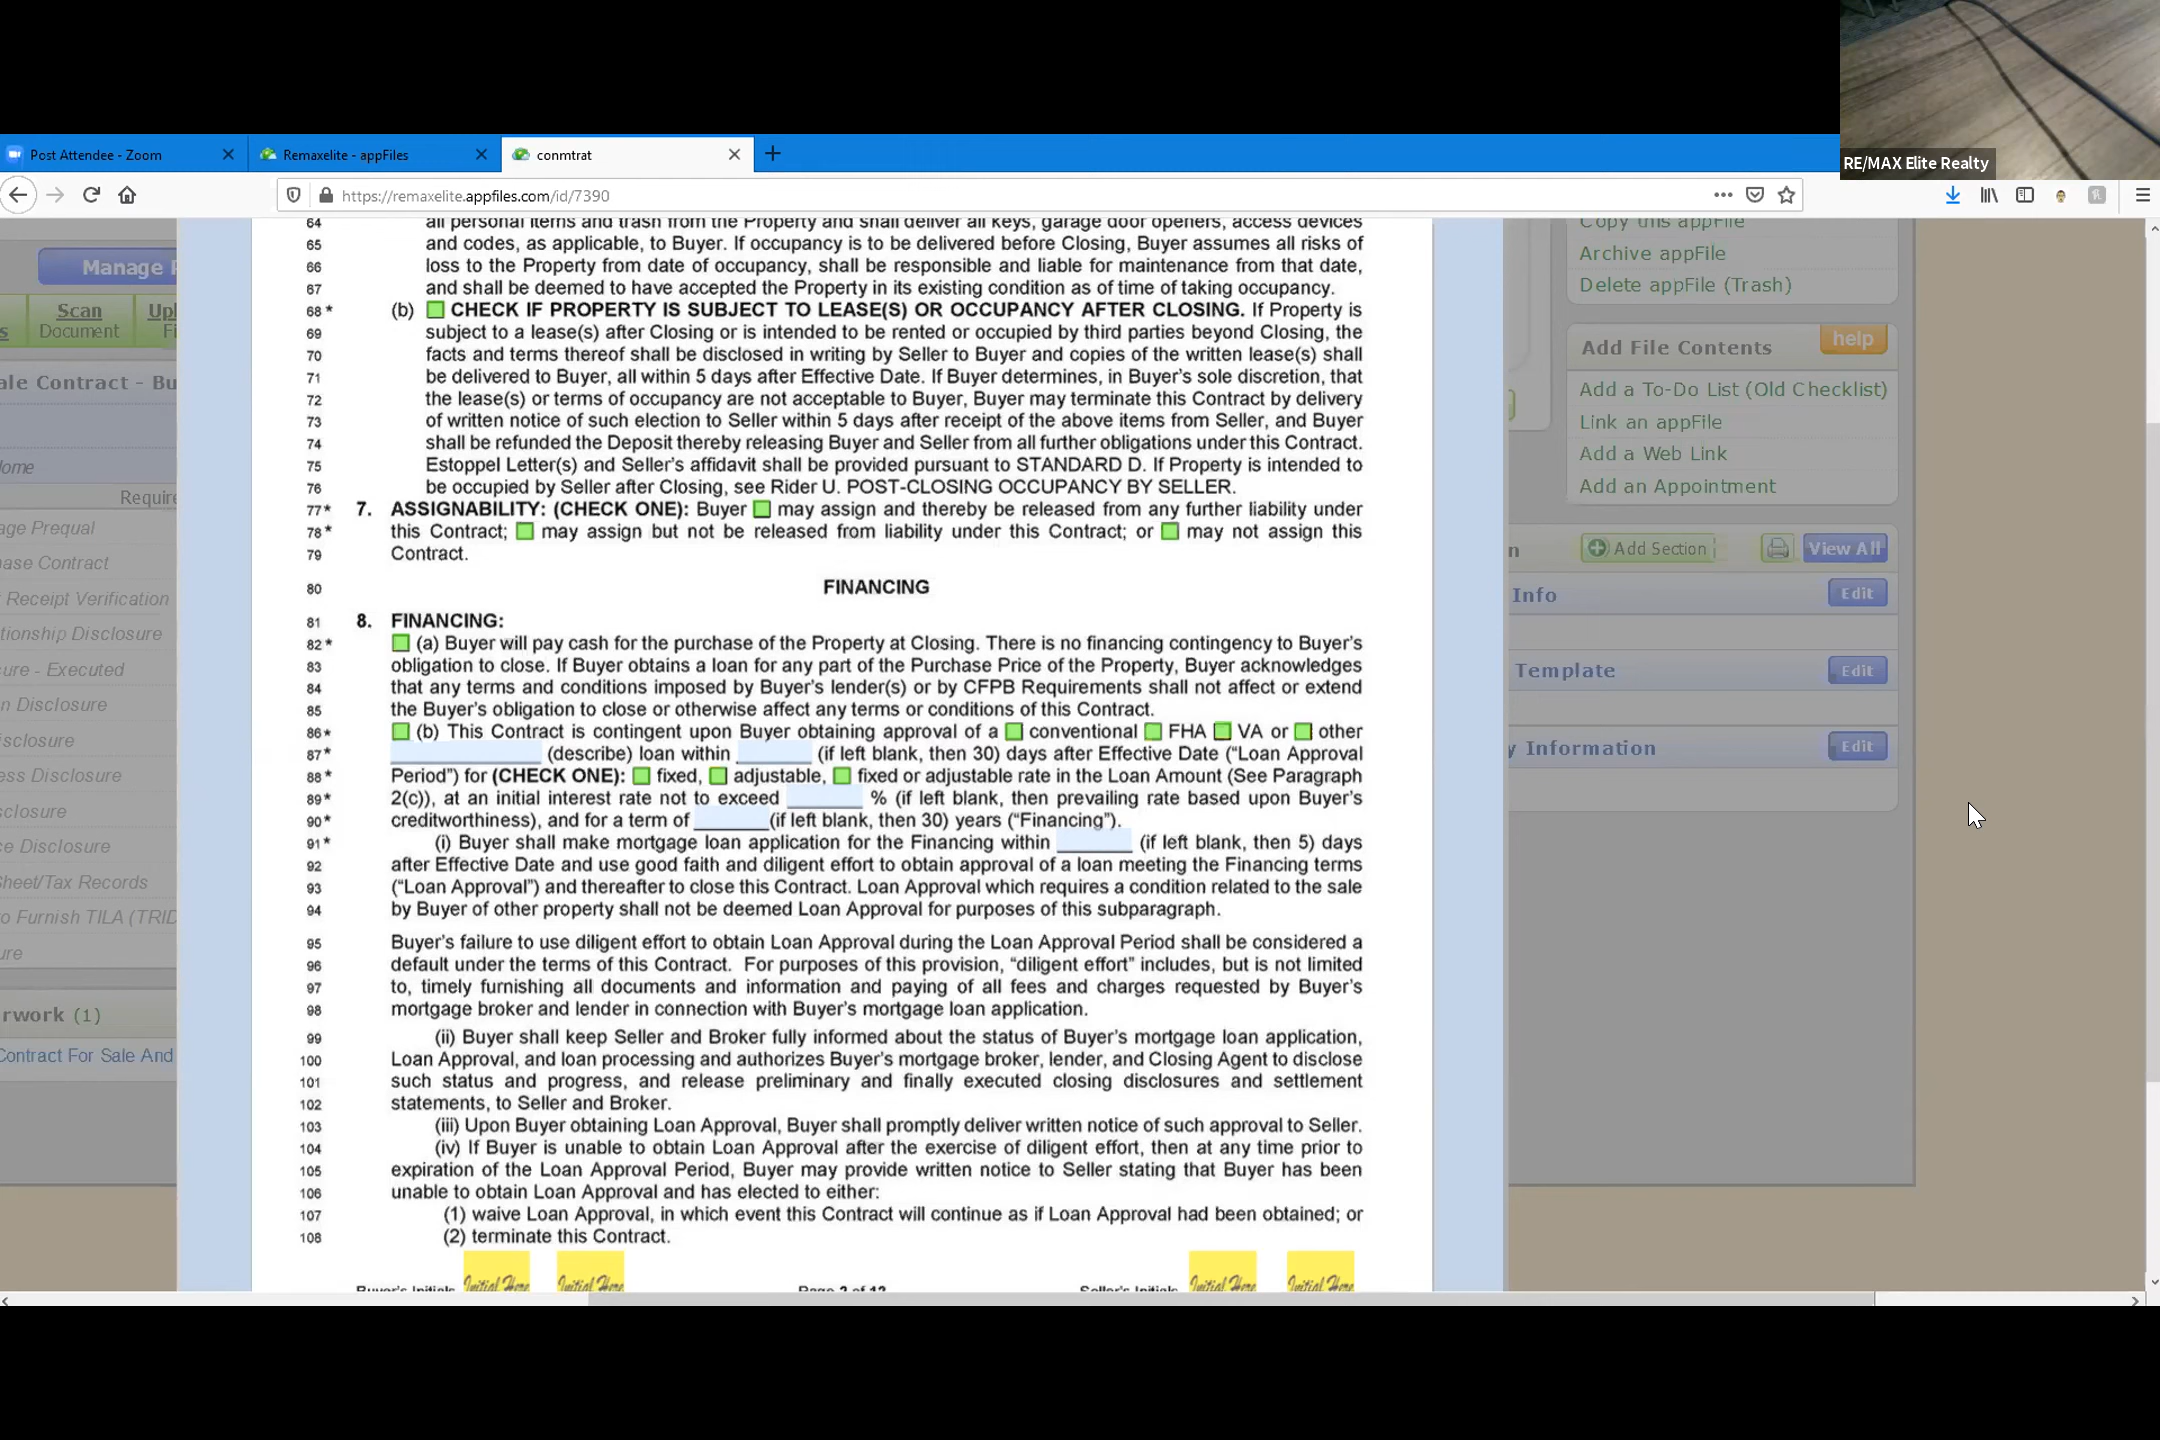 RE/MAX Elite Realty
Post Attendee - Zoom
Remaxelite - appFiles
conmtrat
https://remaxelite.appfiles.com/id/7390
Manage
Scan
Document
Upl
Fi
s
ale Contract - Bu
ome
Require
age Prequal
ase Contract
Receipt Verification
tionship Disclosure
ure - Executed
n Disclosure
sclosure
ess Disclosure
closure
ce Disclosure
Sheet/Tax Records
o Furnish TILA (TRID
ure
rwork (1)
Contract For Sale And
64 all personal items and trash from the Property and shall deliver all keys, garage door openers, access devices
65 and codes, as applicable, to Buyer. If occupancy is to be delivered before Closing, Buyer assumes all risks of
66 loss to the Property from date of occupancy, shall be responsible and liable for maintenance from that date,
67 and shall be deemed to have accepted the Property in its existing condition as of time of taking occupancy.
68* (b) CHECK IF PROPERTY IS SUBJECT TO LEASE(S) OR OCCUPANCY AFTER CLOSING. If Property is
69 subject to a lease(s) after Closing or is intended to be rented or occupied by third parties beyond Closing, the
70 facts and terms thereof shall be disclosed in writing by Seller to Buyer and copies of the written lease(s) shall
71 be delivered to Buyer, all within 5 days after Effective Date. If Buyer determines, in Buyer's sole discretion, that
72 the lease(s) or terms of occupancy are not acceptable to Buyer, Buyer may terminate this Contract by delivery
73 of written notice of such election to Seller within 5 days after receipt of the above items from Seller, and Buyer
74 shall be refunded the Deposit thereby releasing Buyer and Seller from all further obligations under this Contract.
75 Estoppel Letter(s) and Seller's affidavit shall be provided pursuant to STANDARD D. If Property is intended to
76 be occupied by Seller after Closing, see Rider U. POST-CLOSING OCCUPANCY BY SELLER.
77* 7. ASSIGNABILITY: (CHECK ONE): Buyer may assign and thereby be released from any further liability under
78* this Contract; may assign but not be released from liability under this Contract; or may not assign this
79 Contract.
80 FINANCING
81 8. FINANCING:
82* (a) Buyer will pay cash for the purchase of the Property at Closing. There is no financing contingency to Buyer's
83 obligation to close. If Buyer obtains a loan for any part of the Purchase Price of the Property, Buyer acknowledges
84 that any terms and conditions imposed by Buyer's lender(s) or by CFPB Requirements shall not affect or extend
85 the Buyer's obligation to close or otherwise affect any terms or conditions of this Contract.
86* (b) This Contract is contingent upon Buyer obtaining approval of a conventional FHA VA or other
87* (describe) loan within (if left blank, then 30) days after Effective Date (“Loan Approval
88* Period”) for (CHECK ONE): fixed, adjustable, fixed or adjustable rate in the Loan Amount (See Paragraph
89* 2(c)), at an initial interest rate not to exceed % (if left blank, then prevailing rate based upon Buyer's
90* creditworthiness), and for a term of (if left blank, then 30) years (“Financing”).
91* (i) Buyer shall make mortgage loan application for the Financing within (if left blank, then 5) days
92 after Effective Date and use good faith and diligent effort to obtain approval of a loan meeting the Financing terms
93 (“Loan Approval”) and thereafter to close this Contract. Loan Approval which requires a condition related to the sale
94 by Buyer of other property shall not be deemed Loan Approval for purposes of this subparagraph.
95 Buyer's failure to use diligent effort to obtain Loan Approval during the Loan Approval Period shall be considered a
96 default under the terms of this Contract. For purposes of this provision, “diligent effort” includes, but is not limited
97 to, timely furnishing all documents and information and paying of all fees and charges requested by Buyer's
98 mortgage broker and lender in connection with Buyer's mortgage loan application.
99 (ii) Buyer shall keep Seller and Broker fully informed about the status of Buyer's mortgage loan application,
100 Loan Approval, and loan processing and authorizes Buyer's mortgage broker, lender, and Closing Agent to disclose
101 such status and progress, and release preliminary and finally executed closing disclosures and settlement
102 statements, to Seller and Broker.
103 (iii) Upon Buyer obtaining Loan Approval, Buyer shall promptly deliver written notice of such approval to Seller.
104 (iv) If Buyer is unable to obtain Loan Approval after the exercise of diligent effort, then at any time prior to
105 expiration of the Loan Approval Period, Buyer may provide written notice to Seller stating that Buyer has been
106 unable to obtain Loan Approval and has elected to either:
107 (1) waive Loan Approval, in which event this Contract will continue as if Loan Approval had been obtained; or
108 (2) terminate this Contract.
Buyer's Initials Initial Here Initial Here Page 2 of 12 Seller's Initials Initial Here Initial Here
Copy this appFile
Archive appFile
Delete appFile (Trash)
Add File Contents help
Add a To-Do List (Old Checklist)
Link an appFile
Add a Web Link
Add an Appointment
n Add Section View All
Info Edit
Template Edit
y Information Edit